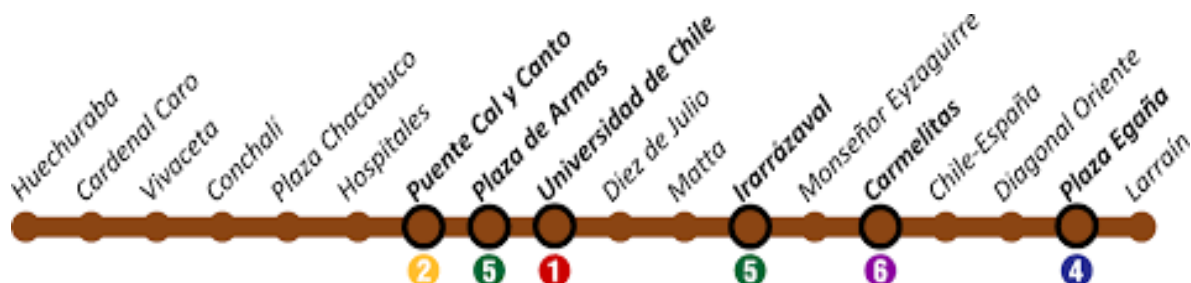 Huechuraba
Cardenal Caro
Vivaceta
Conchalí
Plaza Chacabuco
Hospitales
Puente Cal y Canto
Plaza de Armas
Universidad de Chile
Diez de Julio
Matta
Irarrázaval
Monseñor Eyzaguirre
Carmelitas
Chile-España
Diagonal Oriente
Plaza Egaña
Larraín
2
5
1
5
6
4